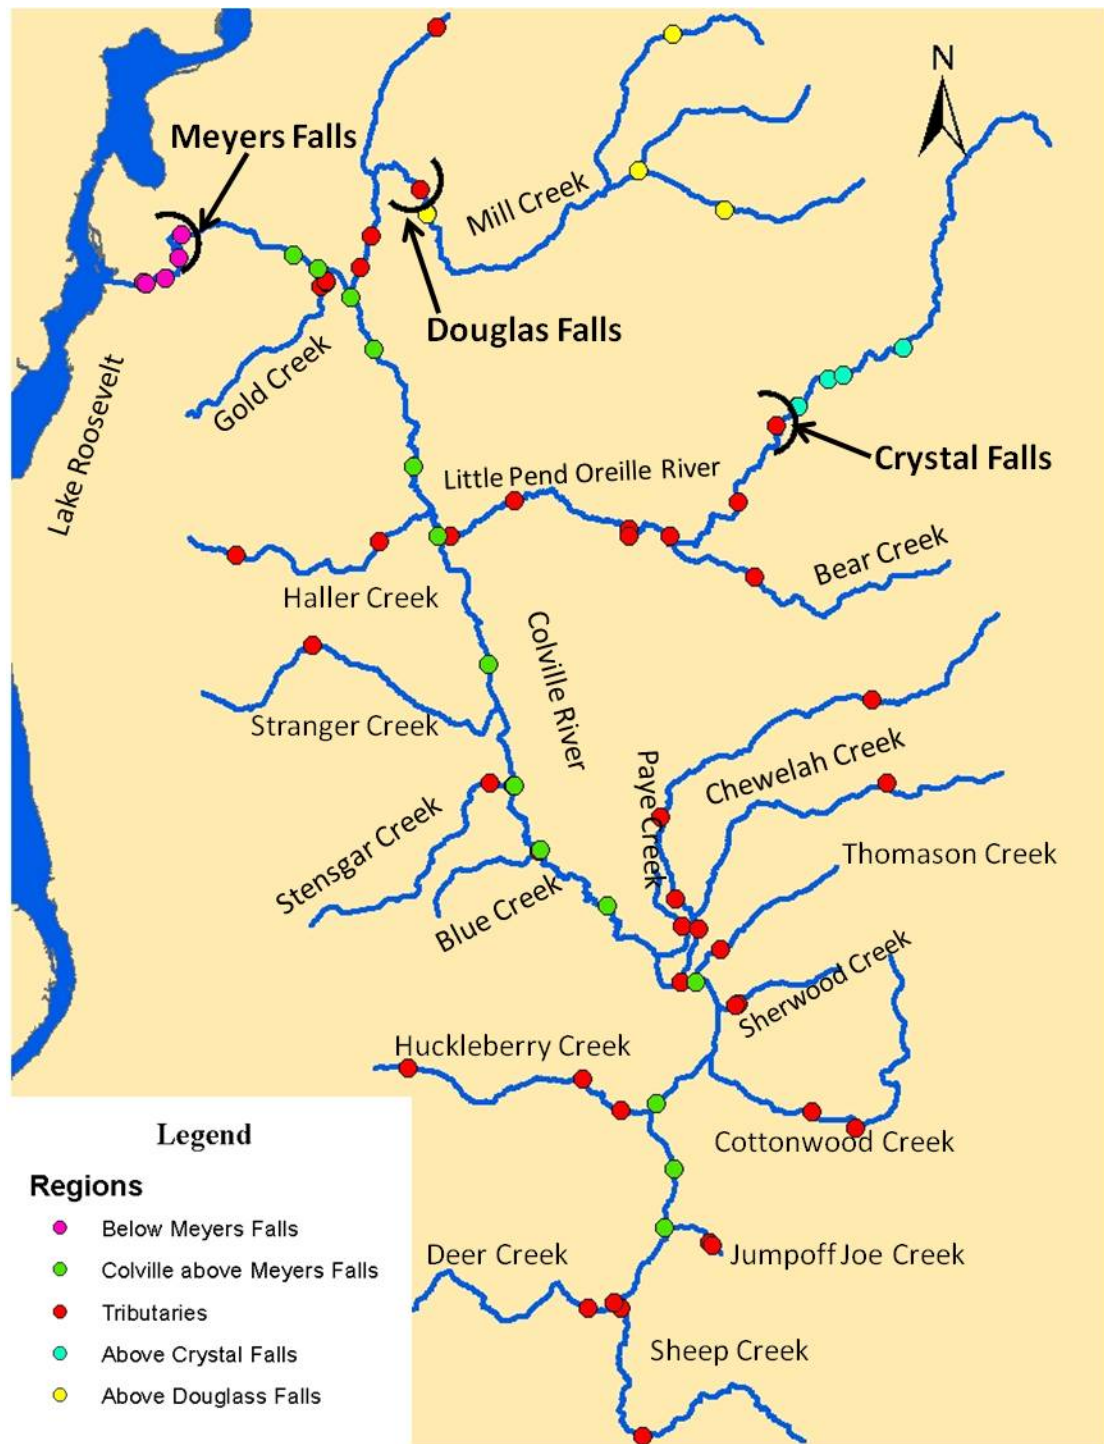 N
Meyers Falls
Mill Creek
Douglas Falls
Lake Roosevelt
Gold Creek
Crystal Falls
Little Pend Oreille River
Bear Creek
Haller Creek
Colville River
Stranger Creek
Chewelah Creek
Paye Creek
Stensgar Creek
Thomason Creek
Blue Creek
Sherwood Creek
Huckleberry Creek
Cottonwood Creek
Deer Creek
Jumpoff Joe Creek
Sheep Creek
Legend
Regions
Below Meyers Falls
Colville above Meyers Falls
Tributaries
Above Crystal Falls
Above Douglass Falls